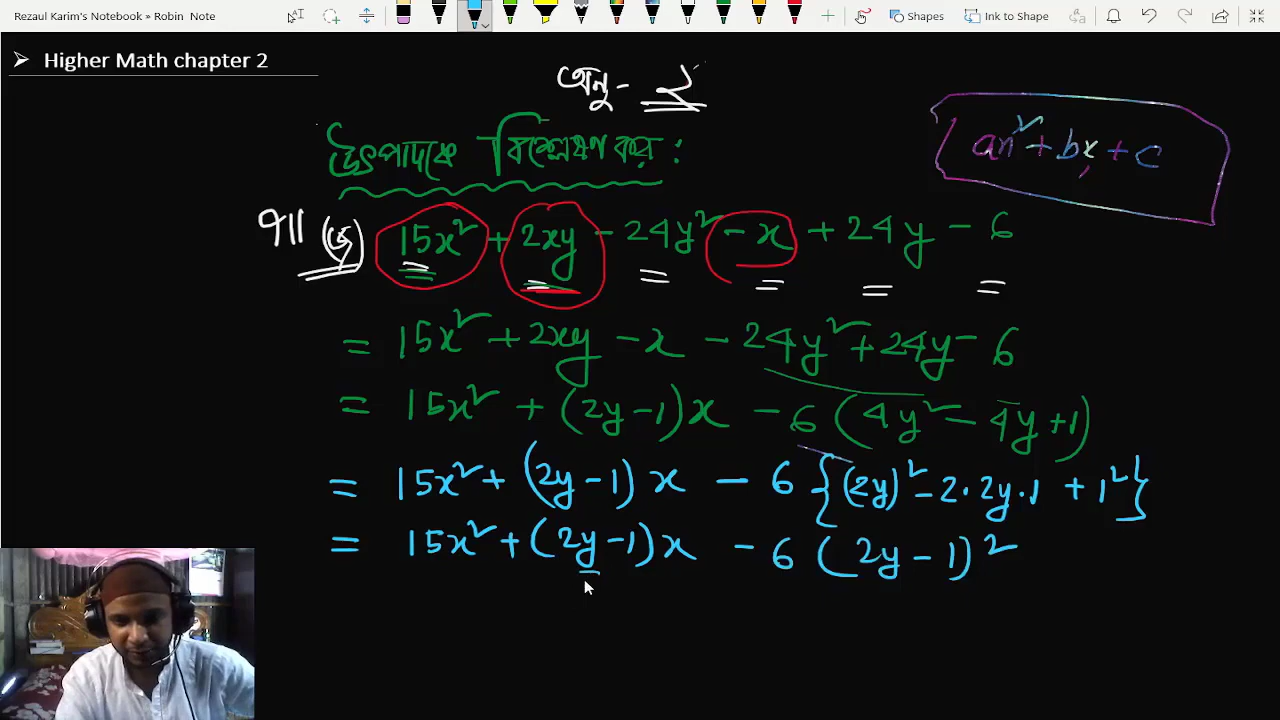 Rezaul Karim's Notebook » Robin Note
Shapes Ink to Shape
➤ Higher Math chapter 2
অনু - ২
উৎপাদকে বিশ্লেষণ কর :
ax² + bx + c
15x² + 2xy - 24y² - x + 24y - 6
= 15x² + 2xy - x - 24y² + 24y - 6
= 15x² + (2y - 1)x - 6 (4y² - 4y + 1)
= 15x² + (2y - 1) x - 6 {(2y)² - 2·2y·1 + 1²}
= 15x² + (2y - 1) x - 6 (2y - 1)²